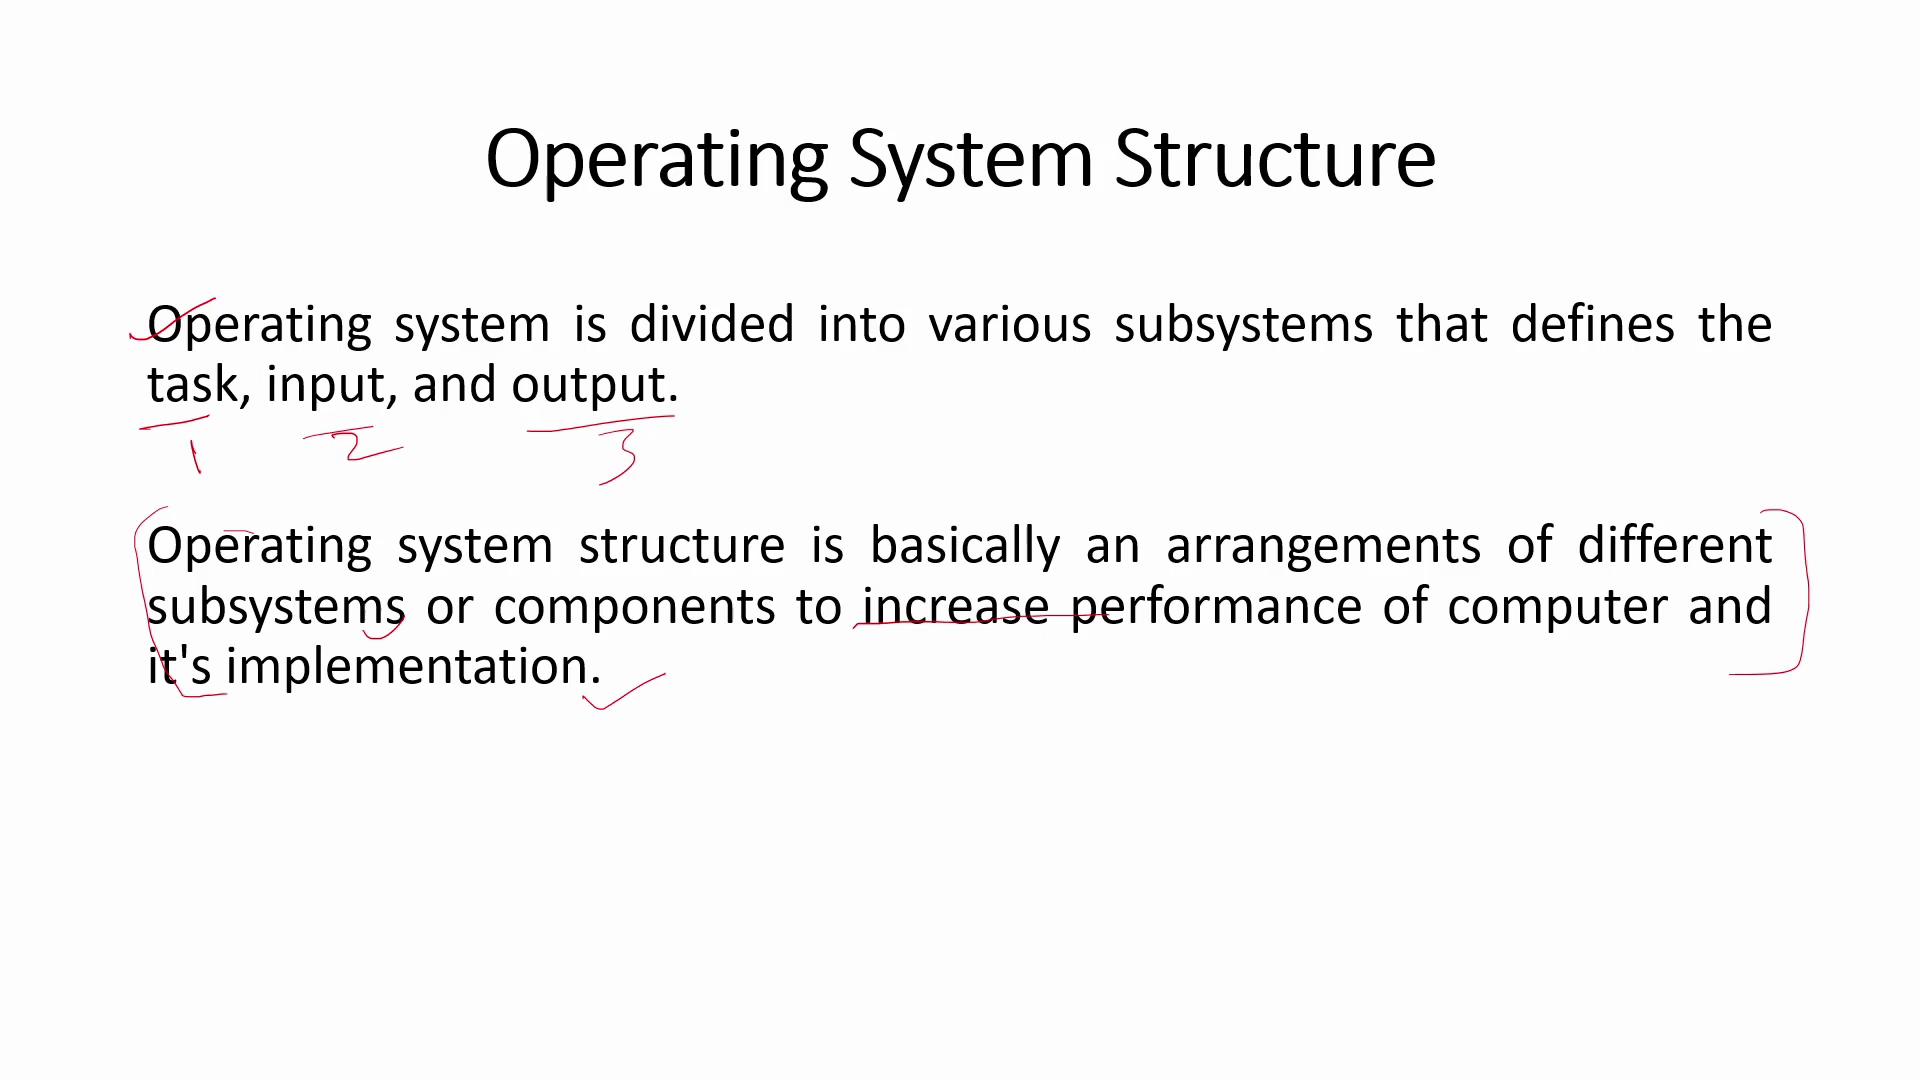 Operating System Structure
Operating system is divided into various subsystems that defines the
task, input, and output.
1 2 3
Operating system structure is basically an arrangements of different
subsystems or components to increase performance of computer and
it's implementation.